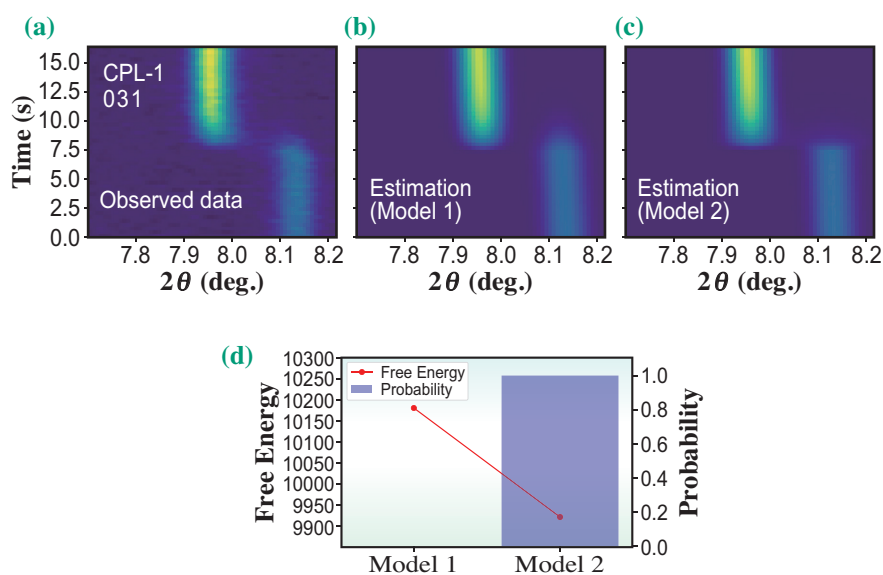 (a)
15.0
12.5
10.0
7.5
5.0
2.5
0.0
Time (s)
CPL-1
031
Observed data
7.8 7.9 8.0 8.1 8.2
2θ (deg.)
(b)
Estimation
(Model 1)
7.8 7.9 8.0 8.1 8.2
2θ (deg.)
(c)
Estimation
(Model 2)
7.8 7.9 8.0 8.1 8.2
2θ (deg.)
(d)
10300
10250
10200
10150
10100
10050
10000
9950
9900
Free Energy
Free Energy
Probability
1.0
0.8
0.6
0.4
0.2
0.0
Probability
Model 1 Model 2